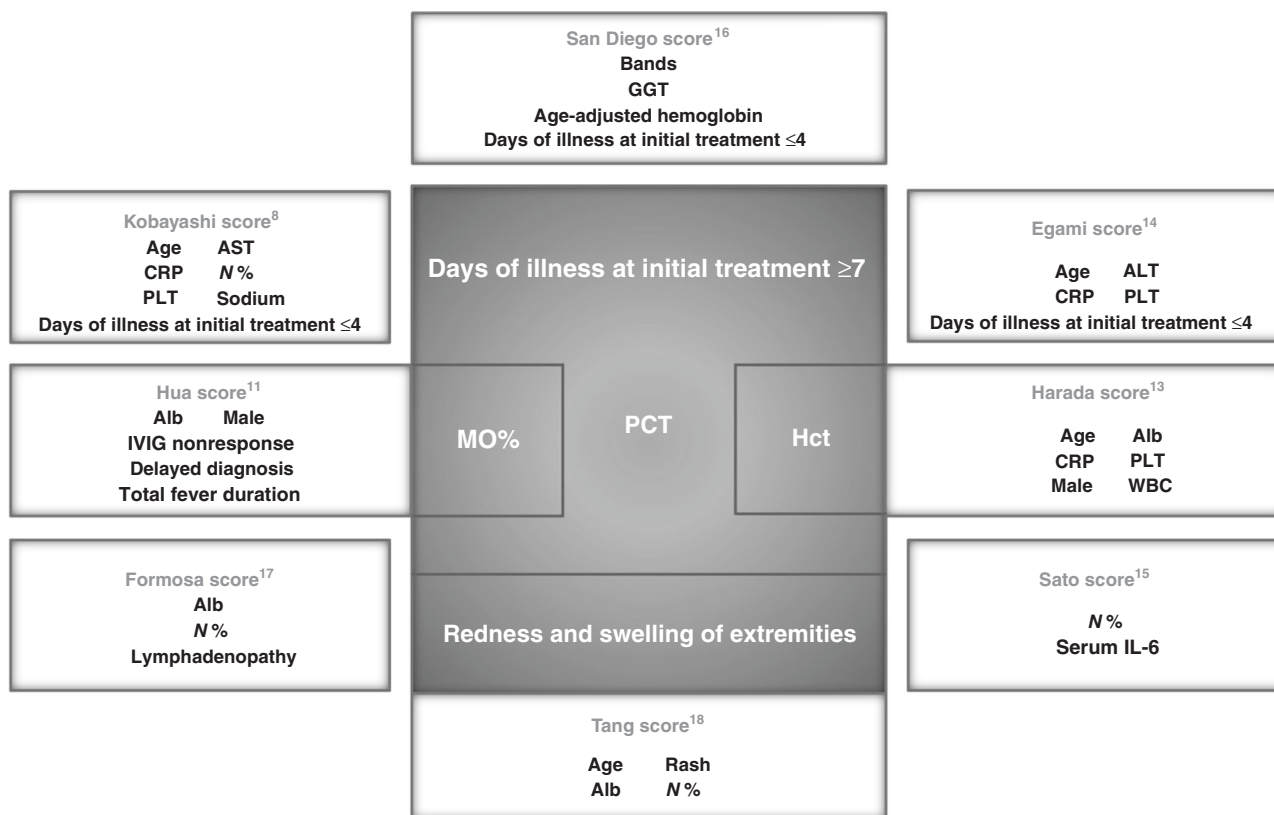 San Diego score16
Bands
GGT
Age-adjusted hemoglobin
Days of illness at initial treatment ≤4
Kobayashi score8
Age AST
CRP N%
PLT Sodium
Days of illness at initial treatment ≤4
Days of illness at initial treatment ≥7
Egami score14
Age ALT
CRP PLT
Days of illness at initial treatment ≤4
Hua score11
Alb Male
IVIG nonresponse
Delayed diagnosis
Total fever duration
MO%
PCT
Hct
Harada score13
Age Alb
CRP PLT
Male WBC
Formosa score17
Alb
N%
Lymphadenopathy
Redness and swelling of extremities
Sato score15
N%
Serum IL-6
Tang score18
Age Rash
Alb N%